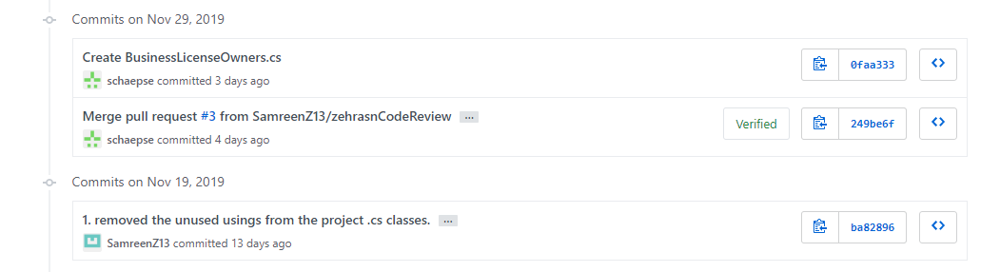 Commits on Nov 29, 2019
Create BusinessLicenseOwners.cs
schaepse committed 3 days ago
0faa333
Merge pull request #3 from SamreenZ13/zehrasnCodeReview ...
schaepse committed 4 days ago
Verified
249be6f
Commits on Nov 19, 2019
1. removed the unused usings from the project .cs classes. ...
SamreenZ13 committed 13 days ago
ba82896